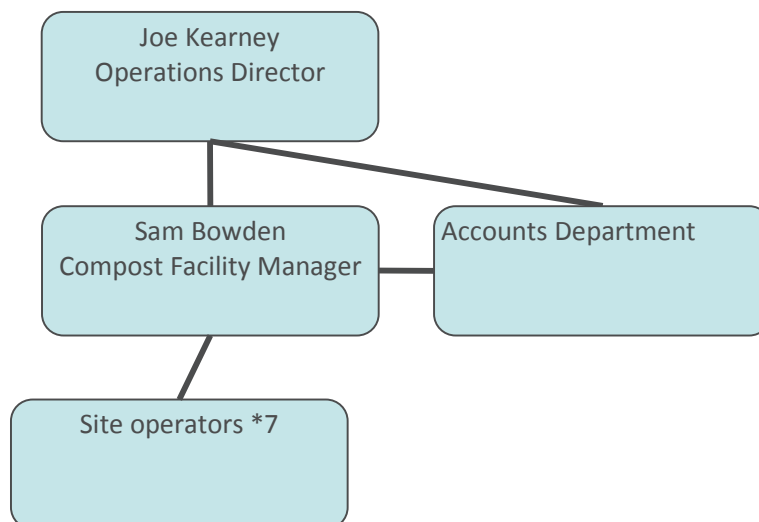 Joe Kearney
Operations Director
Sam Bowden
Compost Facility Manager
Accounts Department
Site operators *7